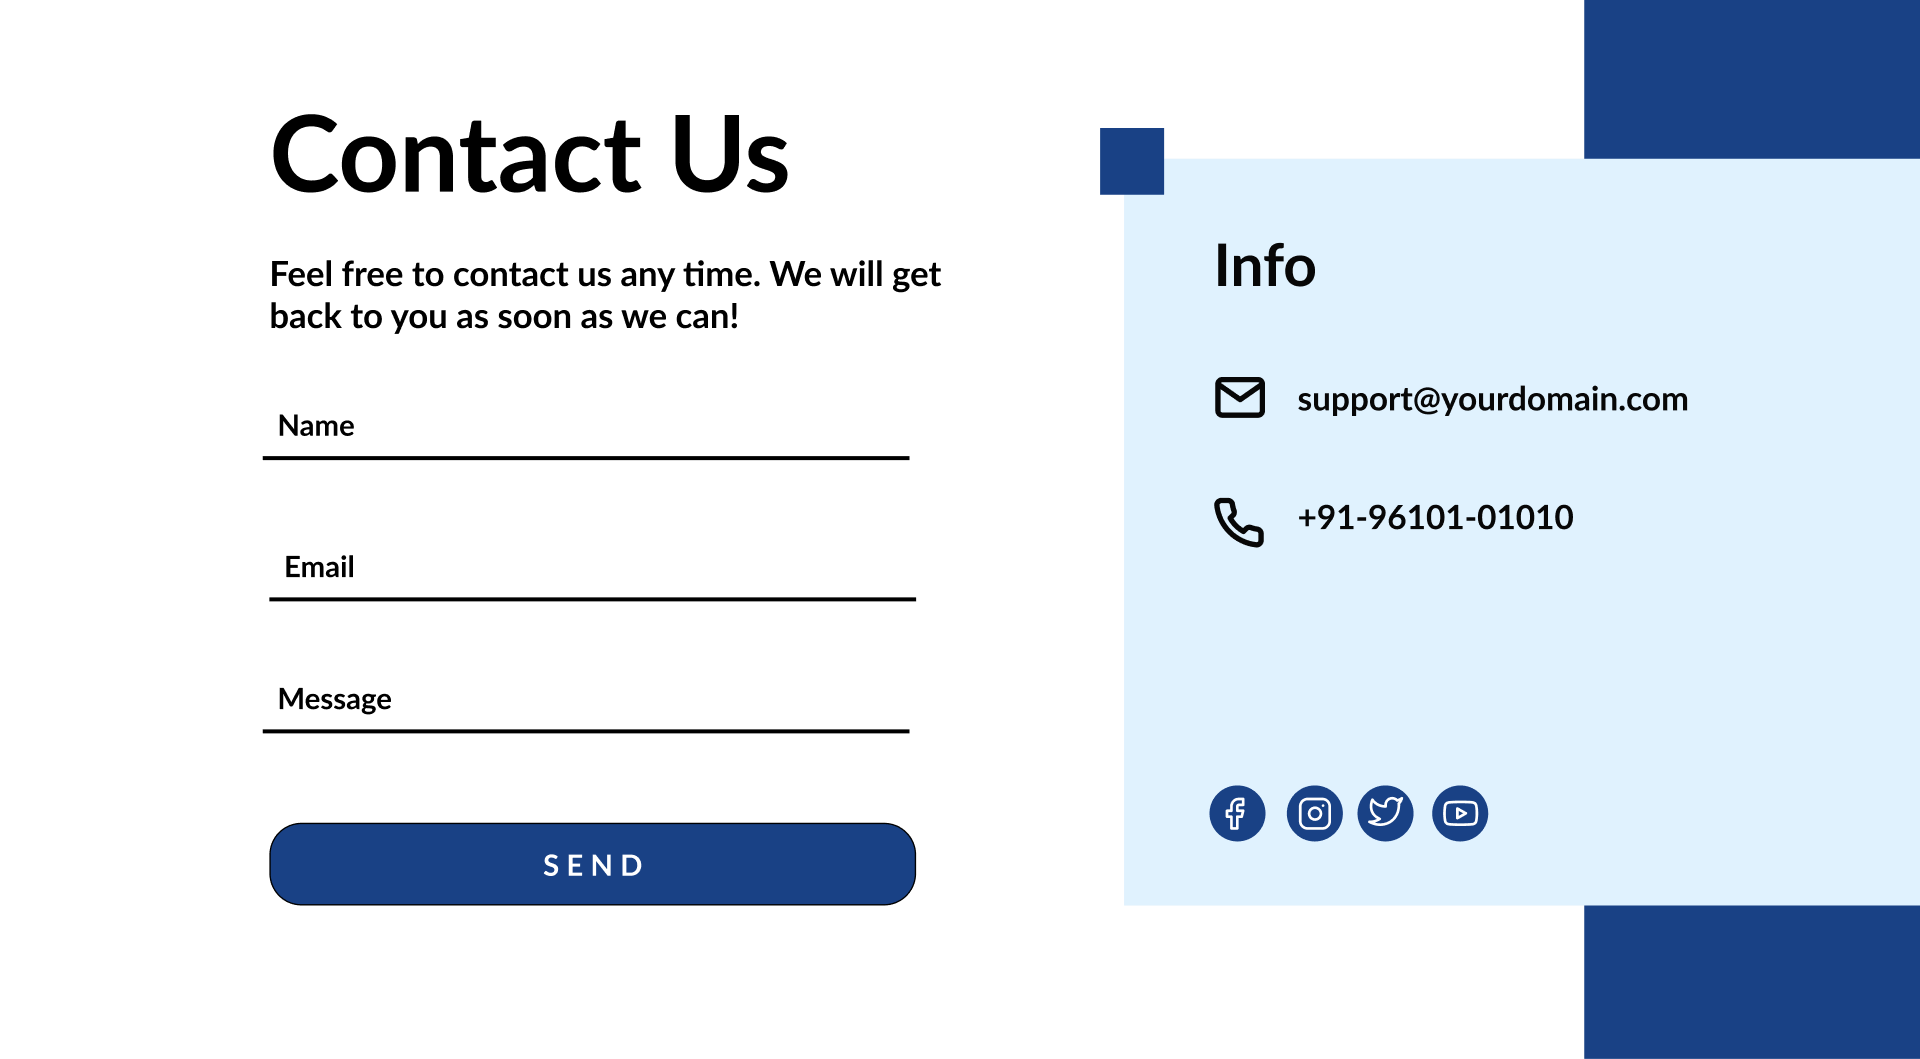 Contact Us
Feel free to contact us any time. We will get
back to you as soon as we can!
Name
Email
Message
SEND
Info
support@yourdomain.com
+91-96101-01010